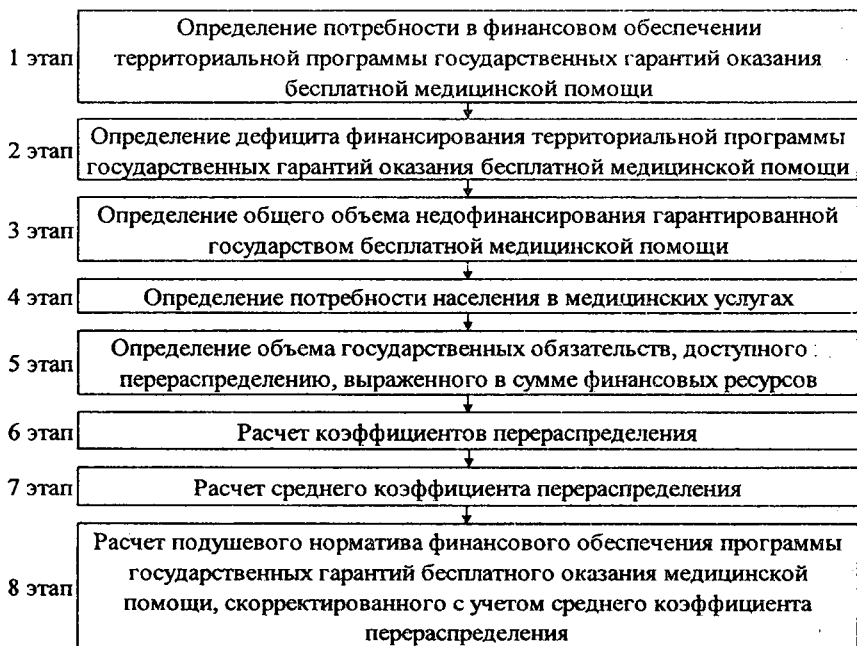 Определение потребности в финансовом обеспечении
1 этап территориальной программы государственных гарантий оказания
бесплатной медицинской помощи
Определение дефицита финансирования территориальной программы
2 этап государственных гарантий оказания бесплатной медицинской помощи
Определение общего объема недофинансирования гарантированной
3 этап государством бесплатной медицинской помощи
4 этап Определение потребности населения в медицинских услугах
Определение объема государственных обязательств, доступного
5 этап перераспределению, выраженного в сумме финансовых ресурсов
6 этап Расчет коэффициентов перераспределения
7 этап Расчет среднего коэффициента перераспределения
Расчет подушевого норматива финансового обеспечения программы
8 этап государственных гарантий бесплатного оказания медицинской
помощи, скорректированного с учетом среднего коэффициента
перераспределения